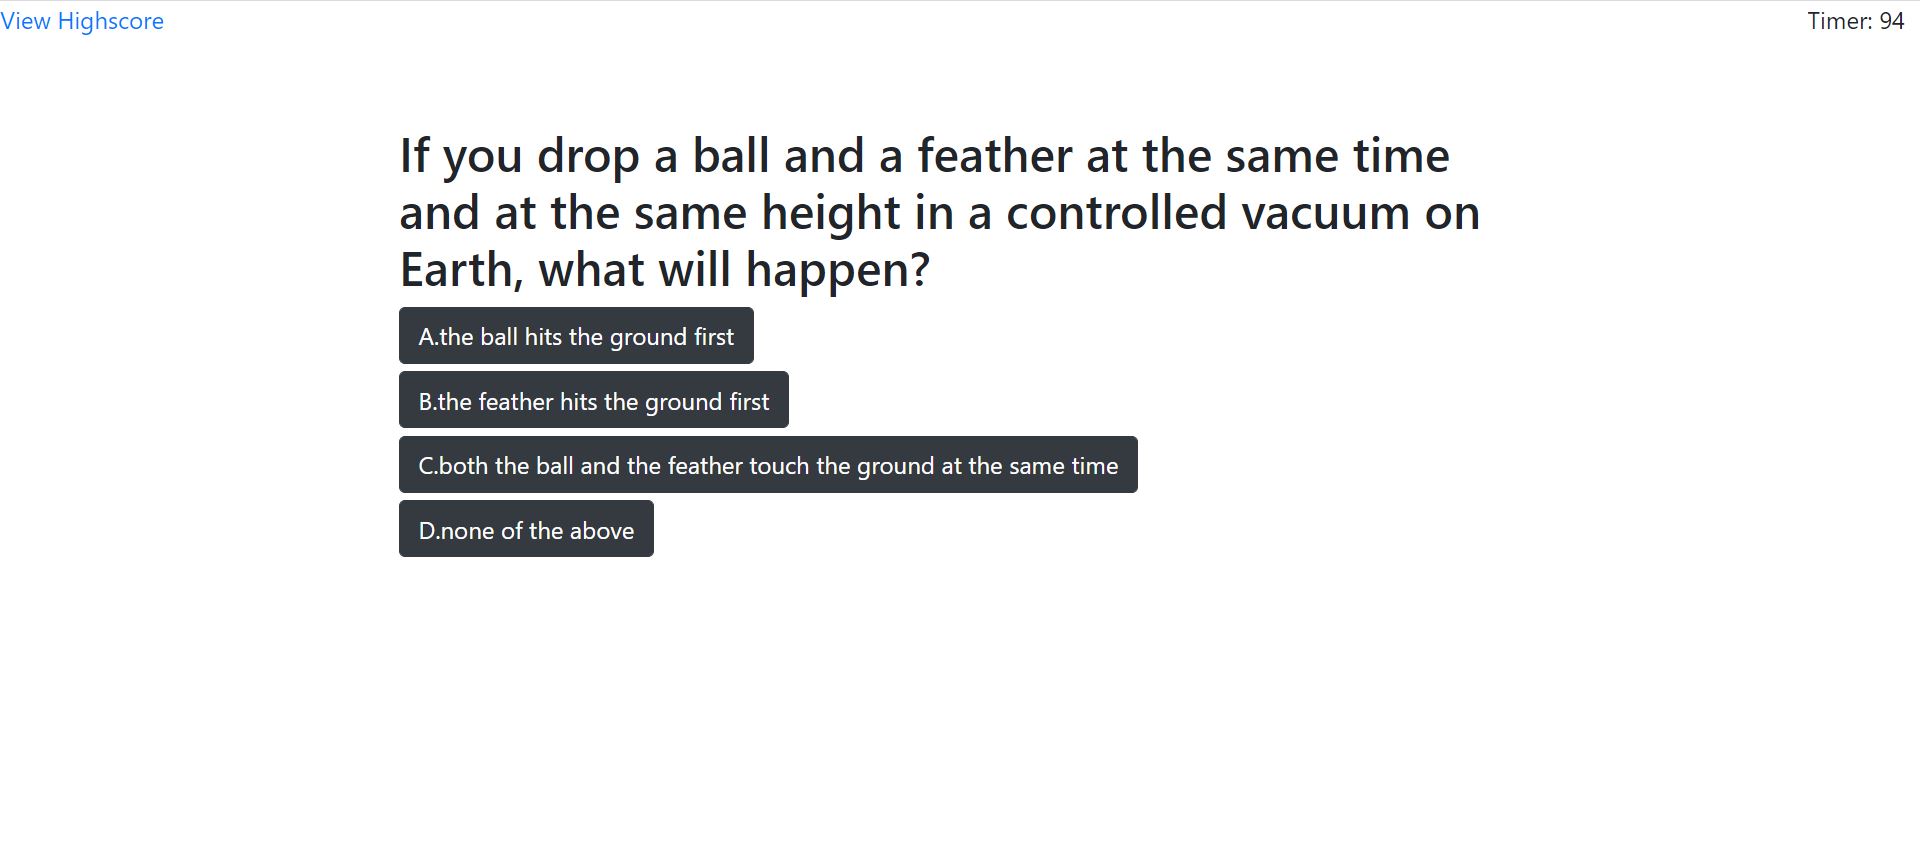 View Highscore
Timer: 94
If you drop a ball and a feather at the same time
and at the same height in a controlled vacuum on
Earth, what will happen?
A.the ball hits the ground first
B.the feather hits the ground first
C.both the ball and the feather touch the ground at the same time
D.none of the above